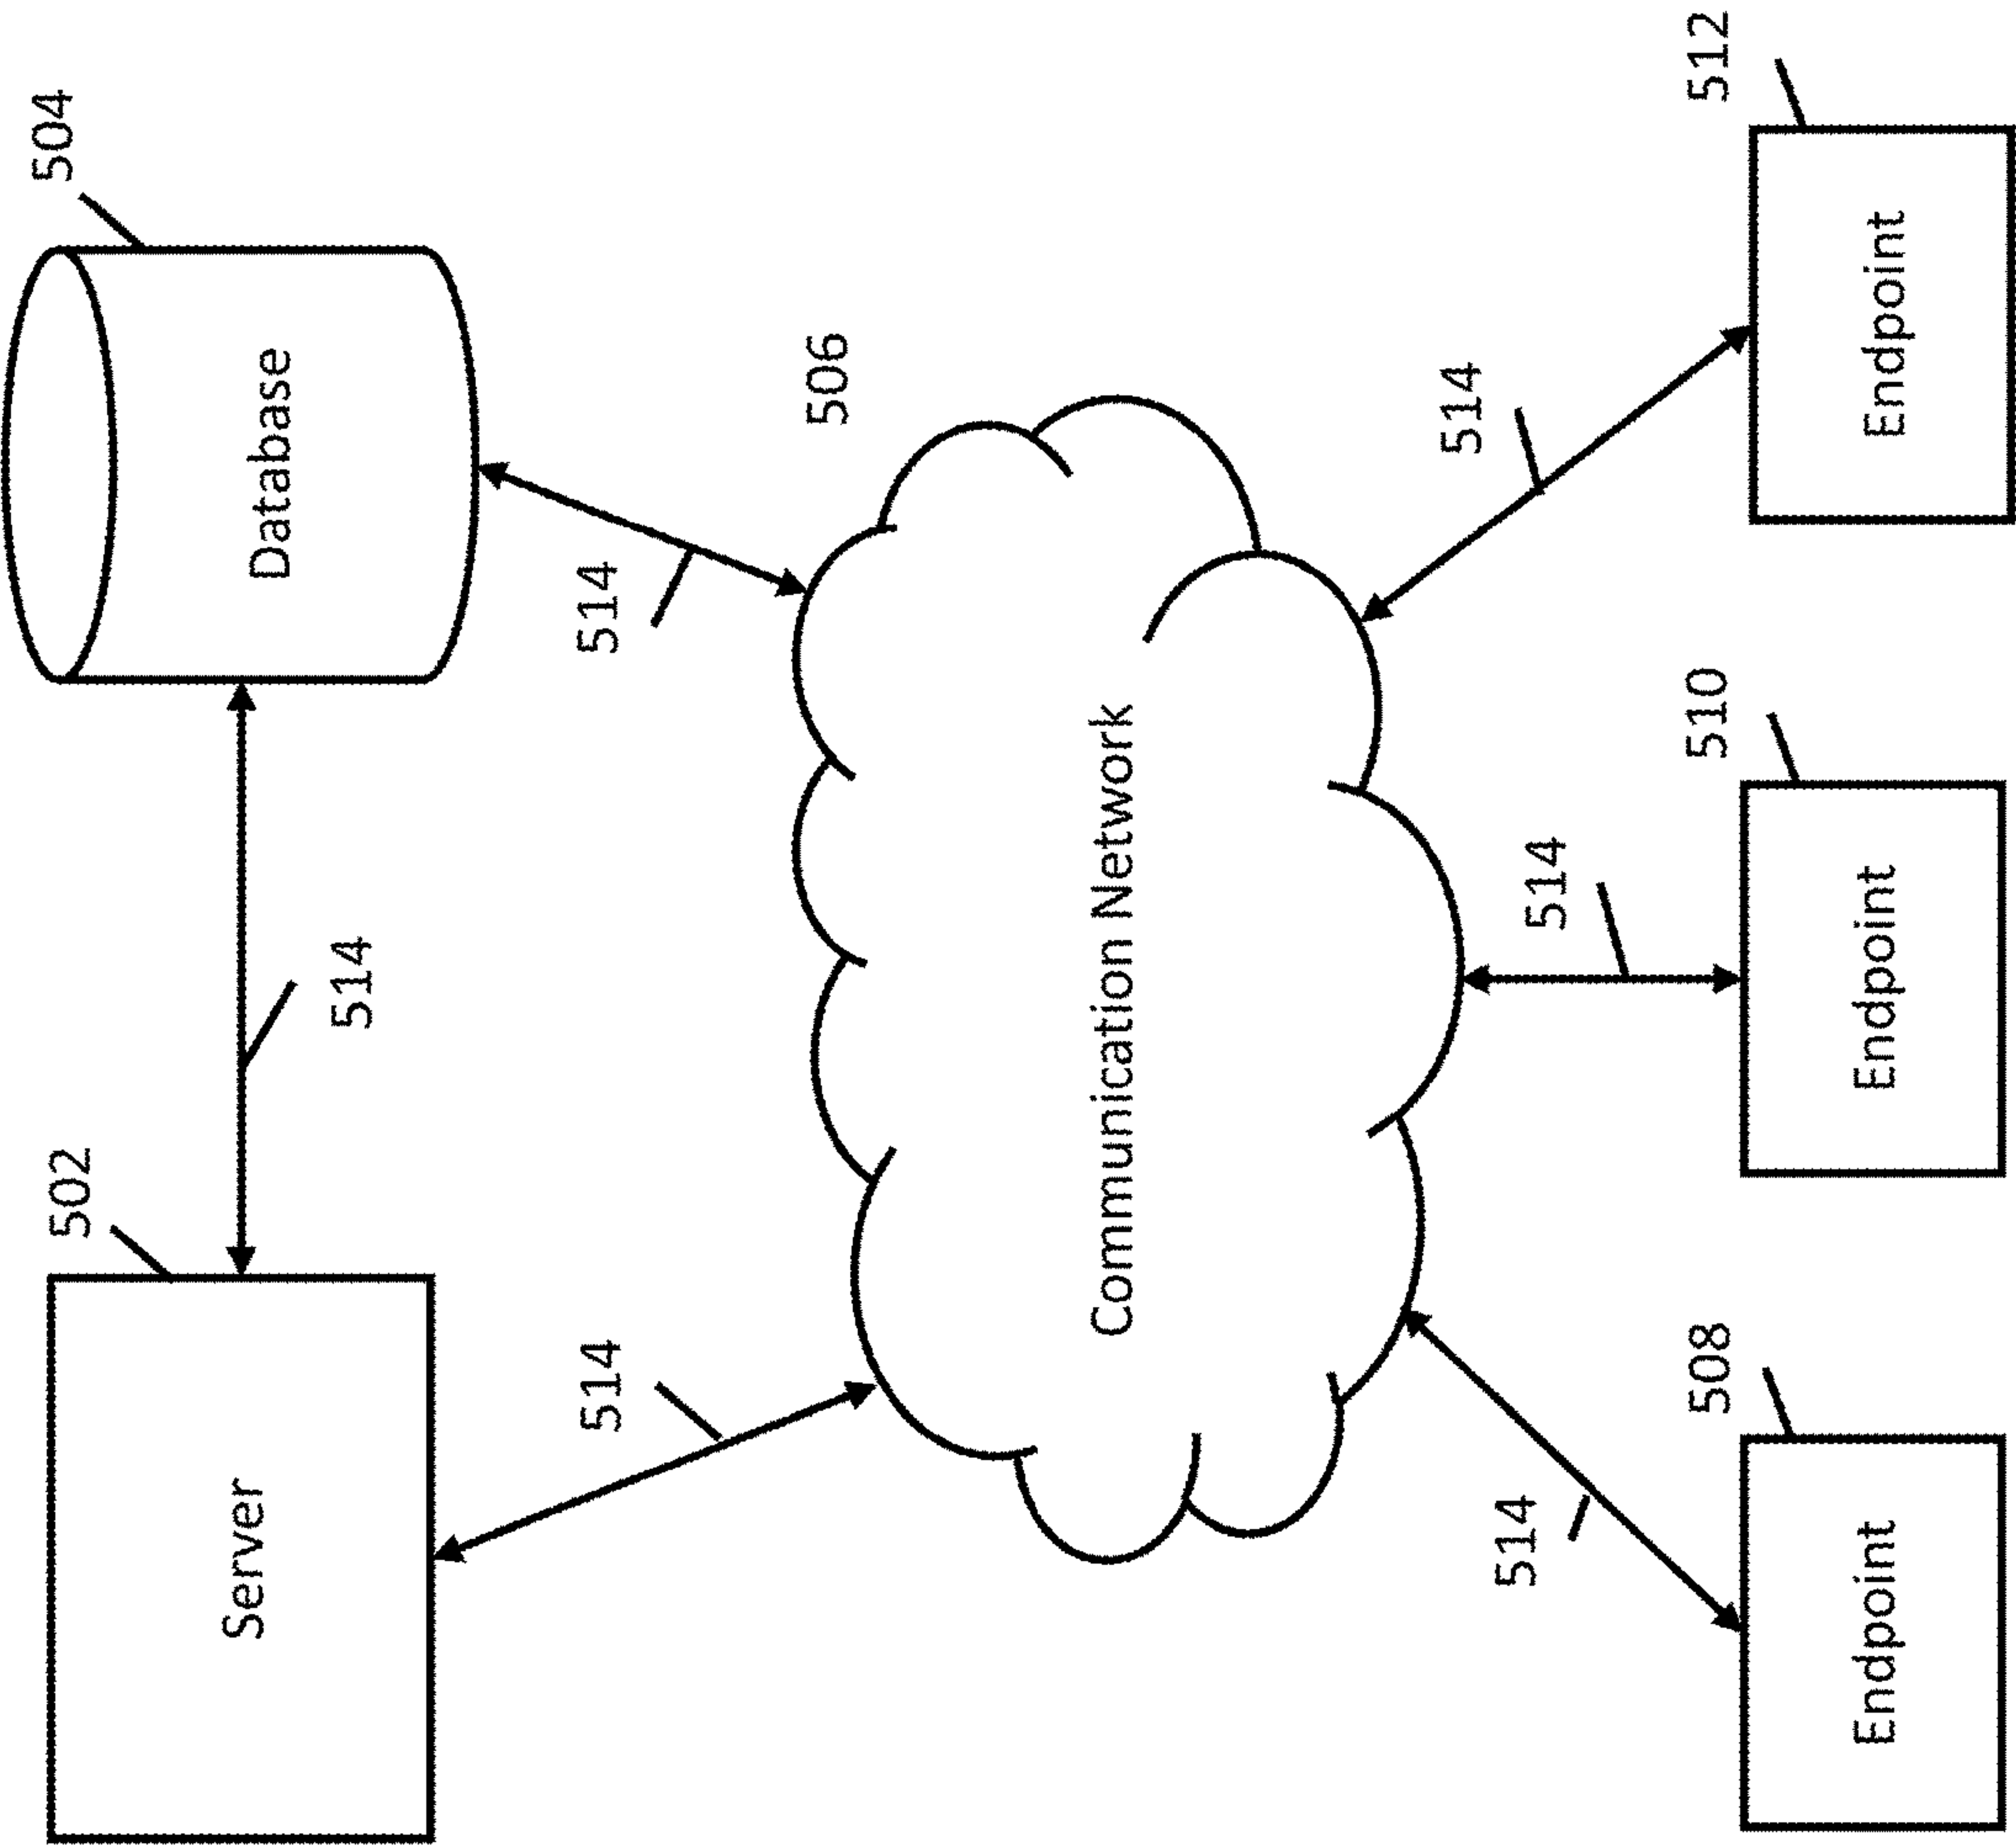 502
504
Server
Database
514
514
514
506
Communication Network
514
514
514
508
510
512
Endpoint
Endpoint
Endpoint